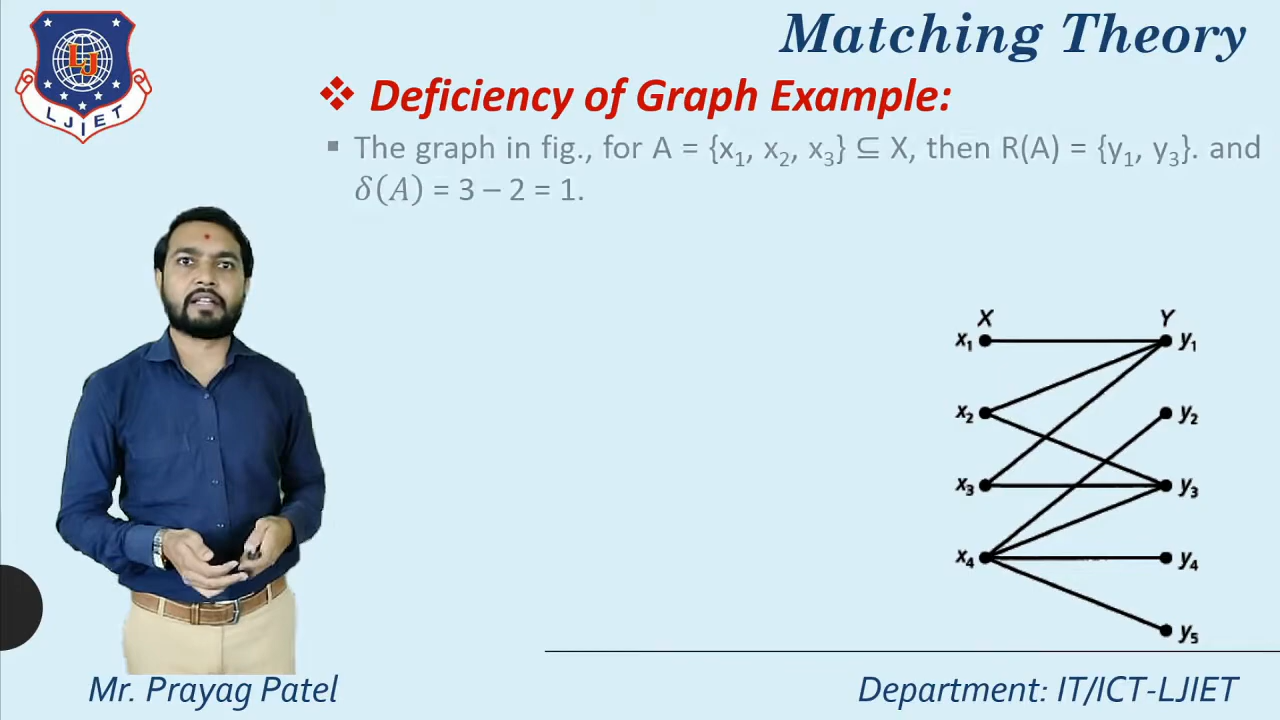 Matching Theory
LJ
LJIET
❖ Deficiency of Graph Example:
▪ The graph in fig., for A = {x₁, x₂, x₃} ⊆ X, then R(A) = {y₁, y₃}. and
δ(A) = 3 – 2 = 1.
X Y
x₁ y₁
x₂ y₂
x₃ y₃
x₄ y₄
y₅
Mr. Prayag Patel
Department: IT/ICT-LJIET